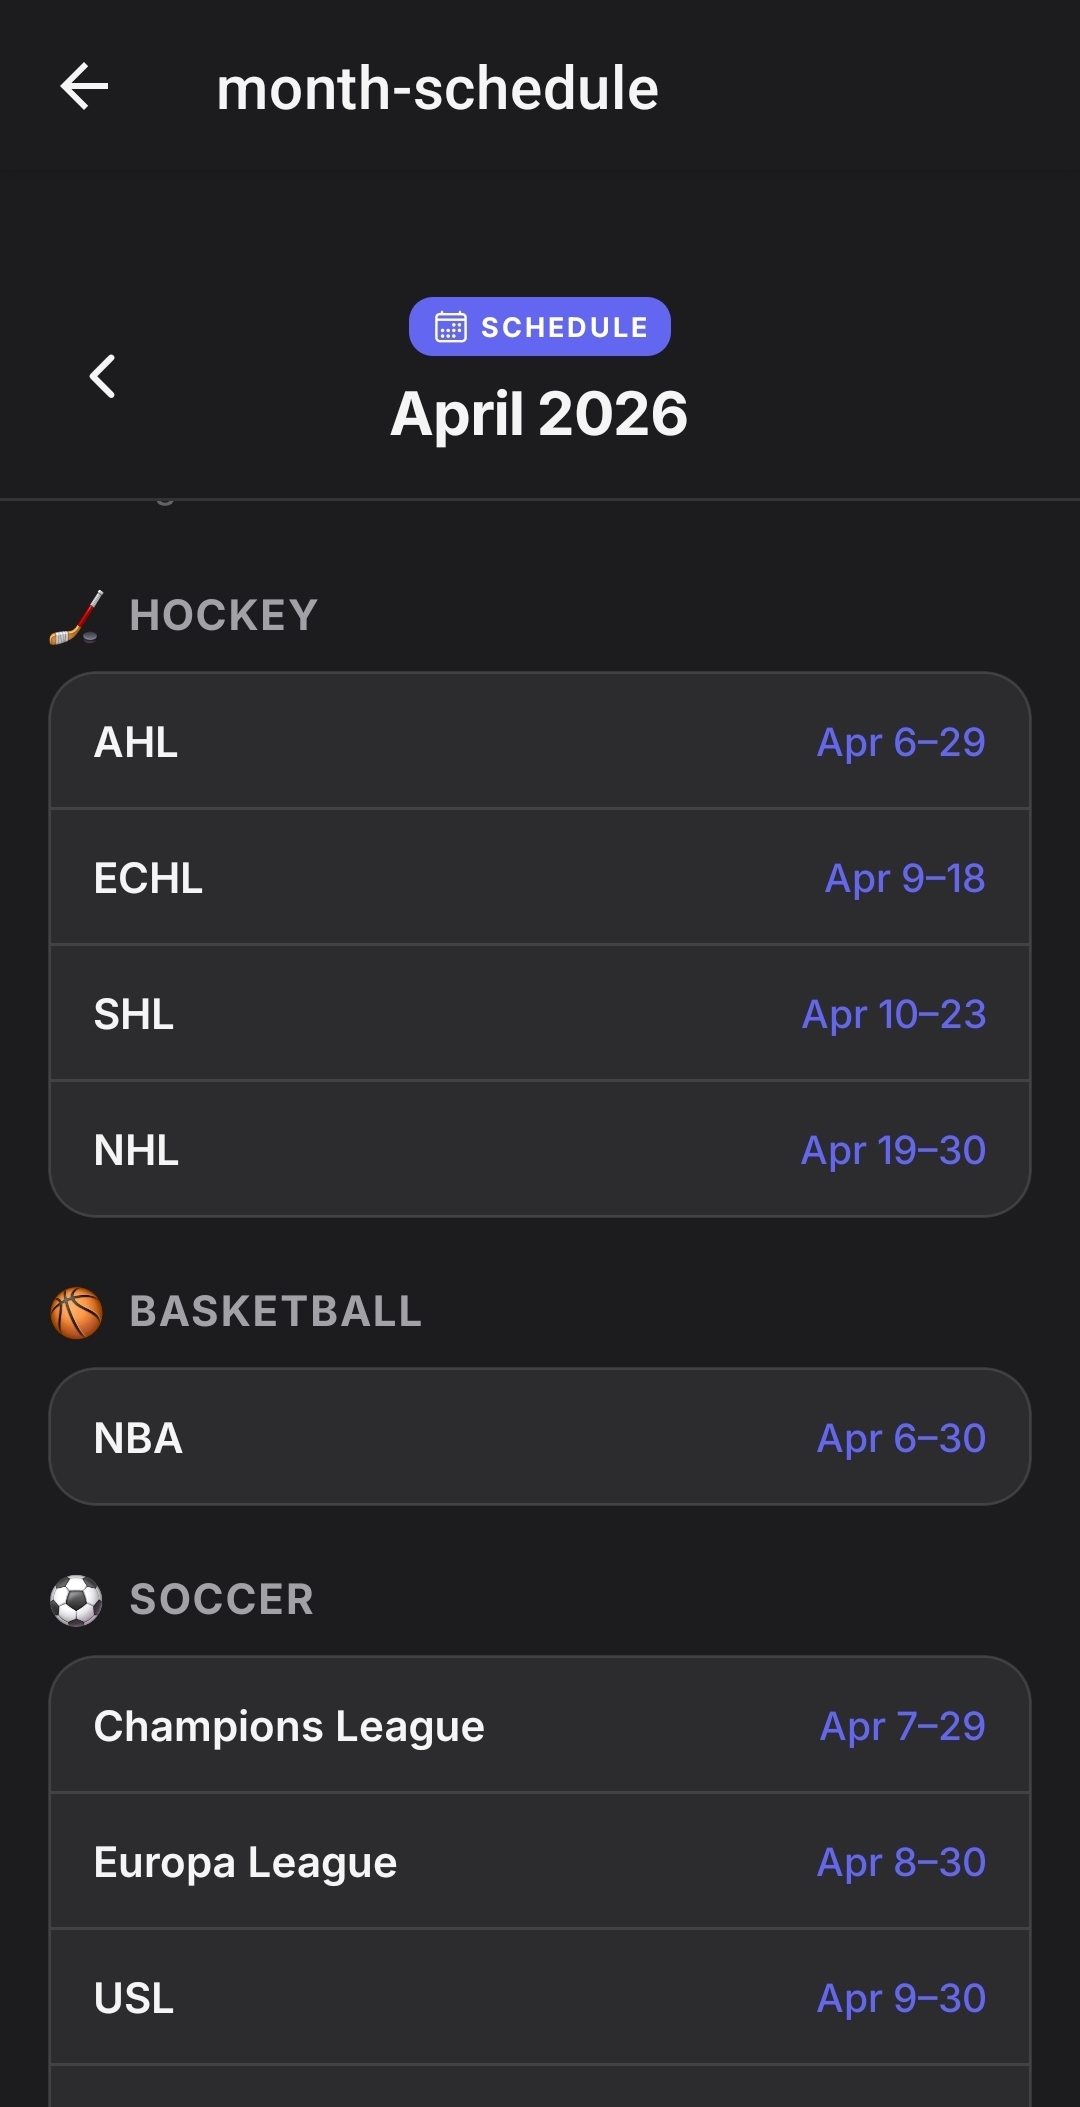 month-schedule
SCHEDULE
April 2026
HOCKEY
AHL Apr 6–29
ECHL Apr 9–18
SHL Apr 10–23
NHL Apr 19–30
BASKETBALL
NBA Apr 6–30
SOCCER
Champions League Apr 7–29
Europa League Apr 8–30
USL Apr 9–30